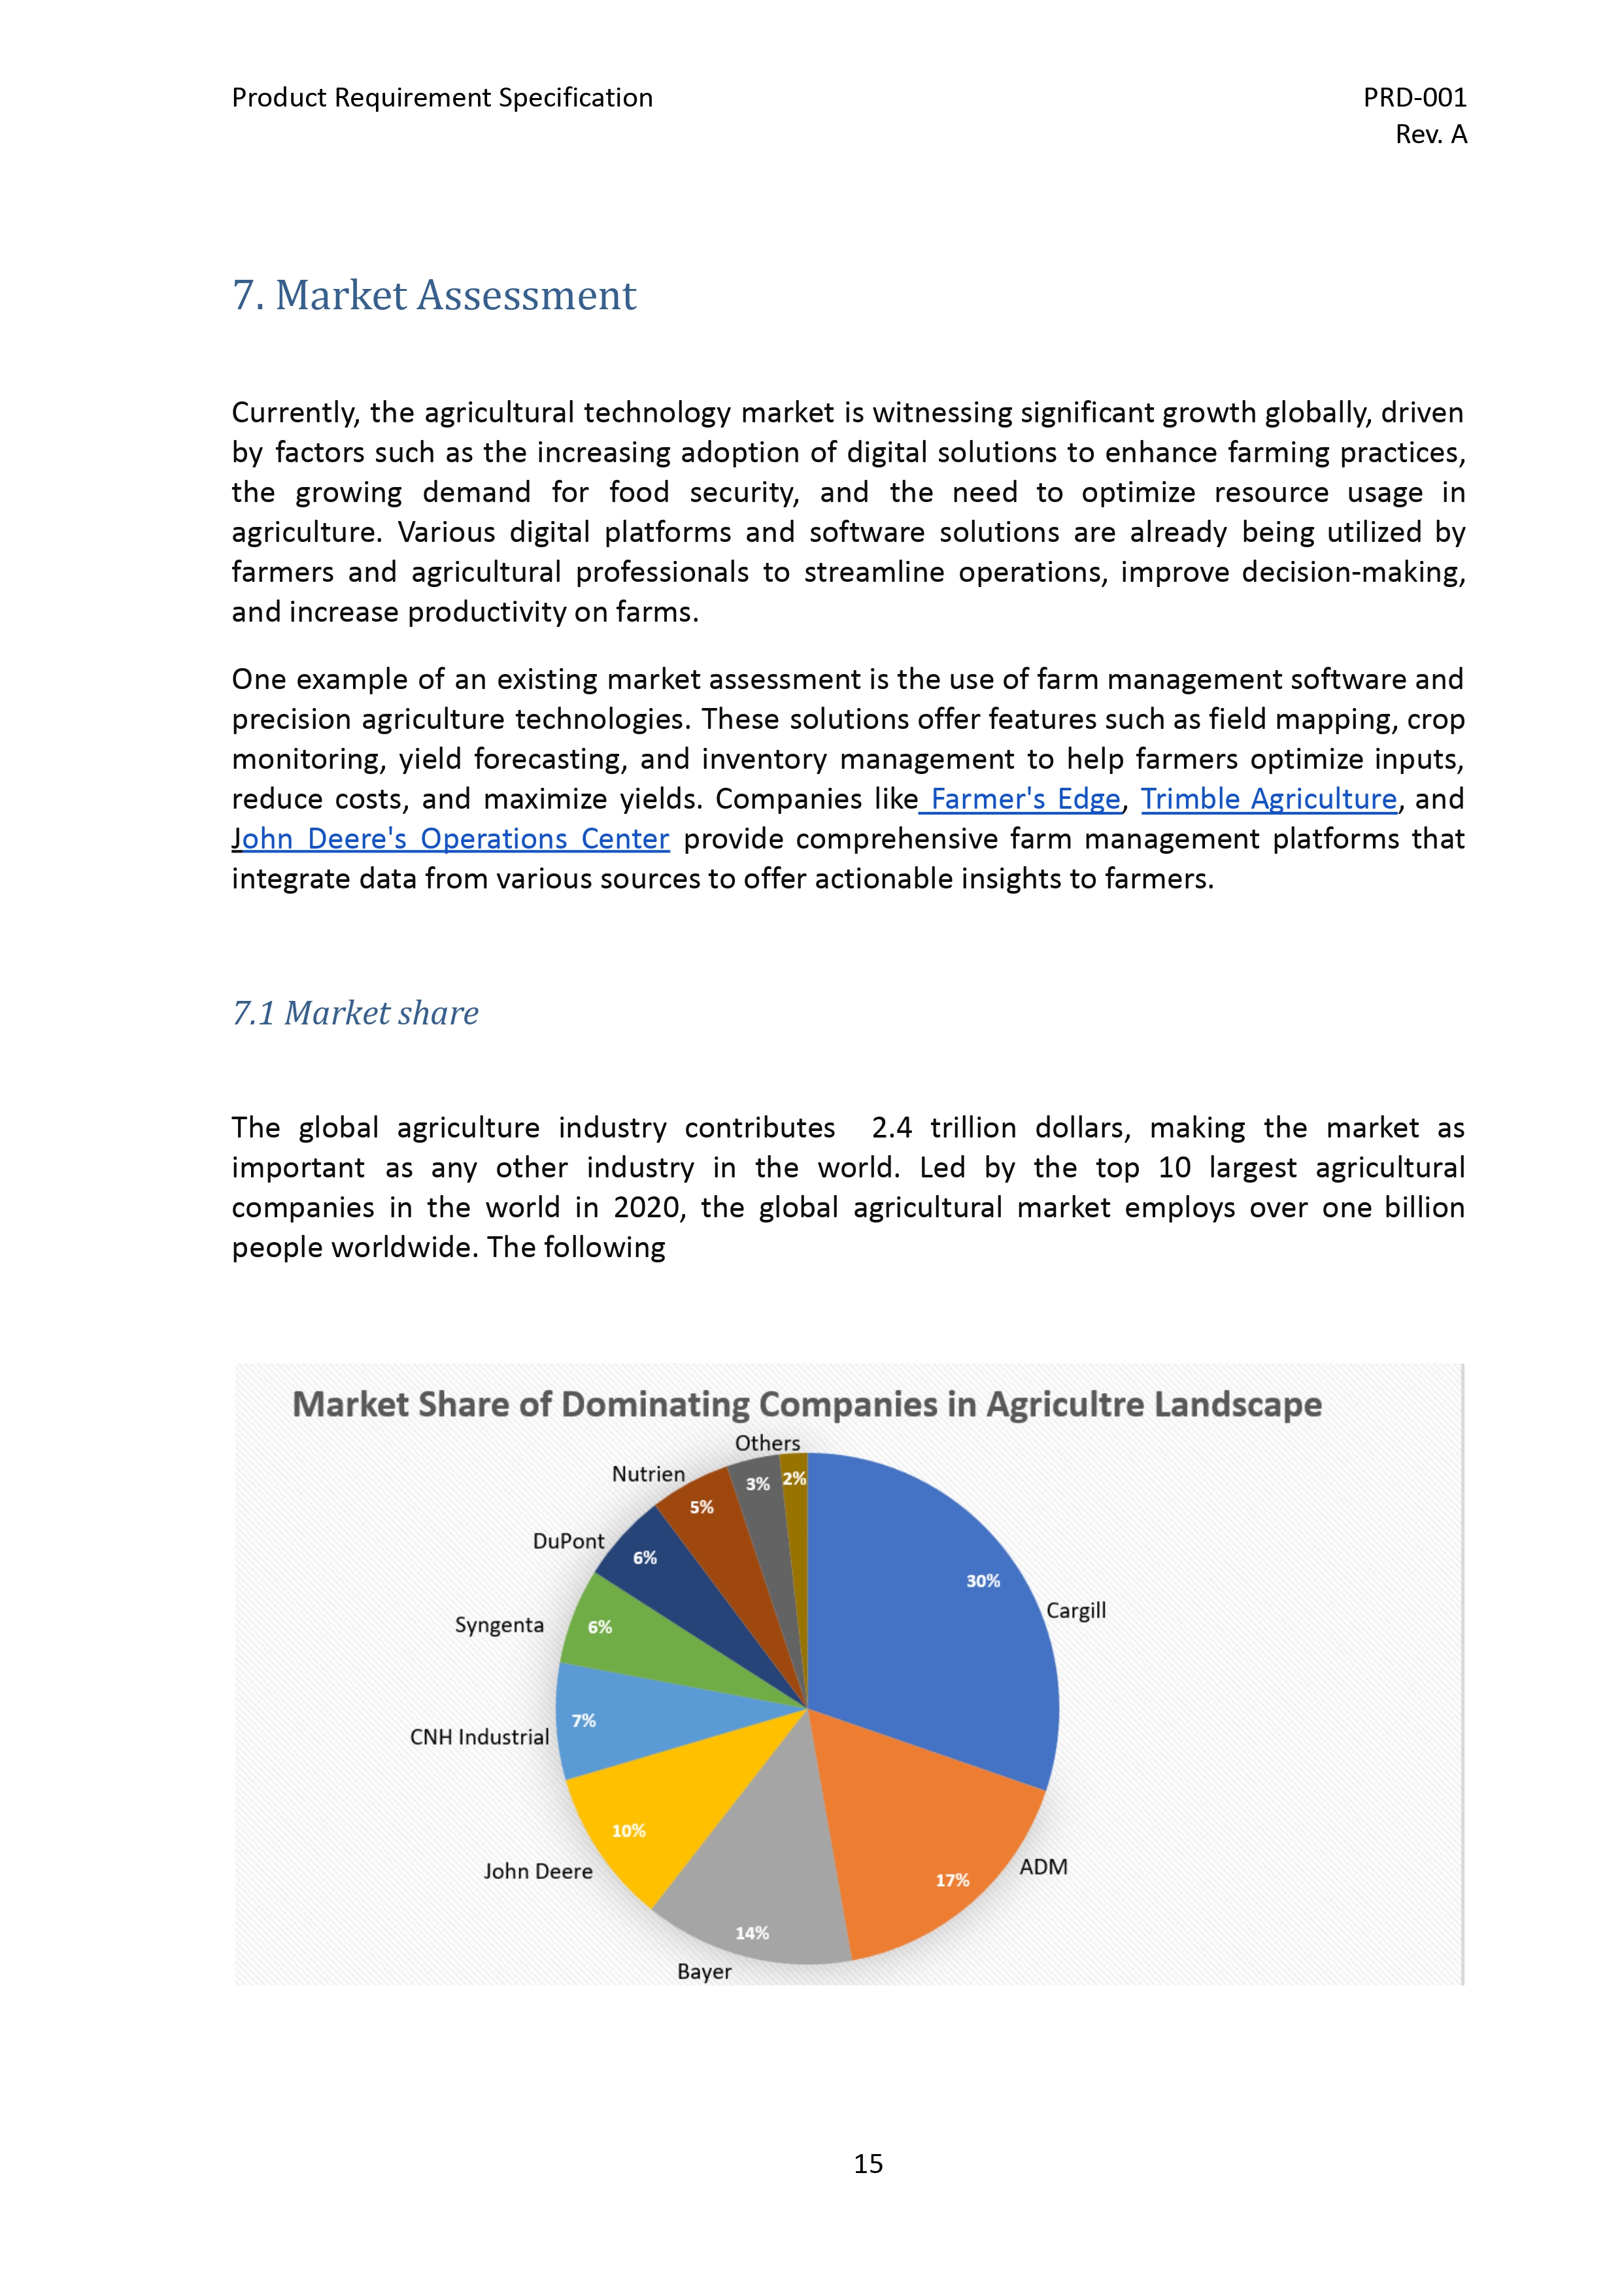 Product Requirement Specification PRD-001
Rev. A
7. Market Assessment
Currently, the agricultural technology market is witnessing significant growth globally, driven
by factors such as the increasing adoption of digital solutions to enhance farming practices,
the growing demand for food security, and the need to optimize resource usage in
agriculture. Various digital platforms and software solutions are already being utilized by
farmers and agricultural professionals to streamline operations, improve decision-making,
and increase productivity on farms.
One example of an existing market assessment is the use of farm management software and
precision agriculture technologies. These solutions offer features such as field mapping, crop
monitoring, yield forecasting, and inventory management to help farmers optimize inputs,
reduce costs, and maximize yields. Companies like Farmer's Edge, Trimble Agriculture, and
John Deere's Operations Center provide comprehensive farm management platforms that
integrate data from various sources to offer actionable insights to farmers.
7.1 Market share
The global agriculture industry contributes 2.4 trillion dollars, making the market as
important as any other industry in the world. Led by the top 10 largest agricultural
companies in the world in 2020, the global agricultural market employs over one billion
people worldwide. The following
Market Share of Dominating Companies in Agricultre Landscape
Others
2%
3%
Nutrien
5%
DuPont
6%
30%
Cargill
Syngenta
6%
7%
CNH Industrial
10%
John Deere
ADM
17%
14%
Bayer
15